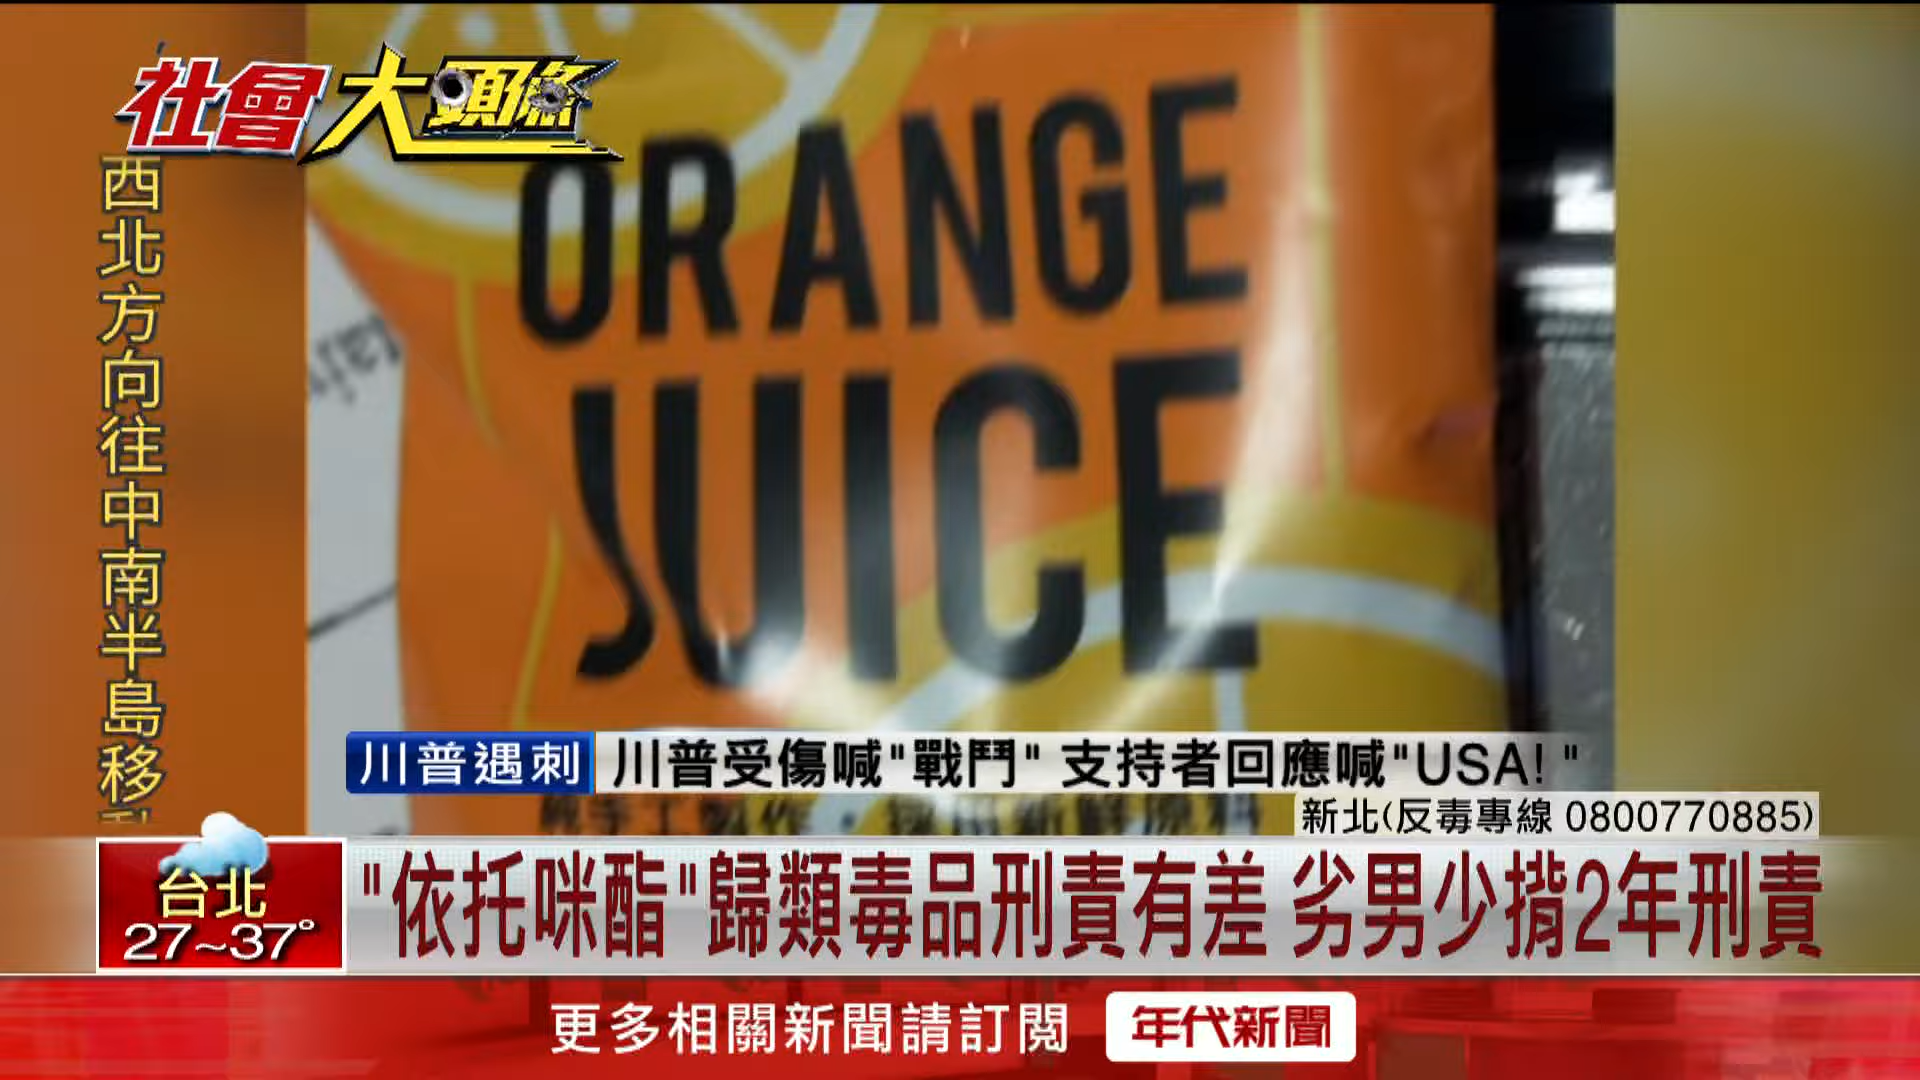 社會大頭條
西北方向往中南半島移
ORANGE
JUICE
川普遇刺 川普受傷喊"戰鬥" 支持者回應喊"USA!"
新北(反毒專線 0800770885)
台北
27~37°
"依托咪酯"歸類毒品刑責有差 劣男少揹2年刑責
更多相關新聞請訂閱 年代新聞